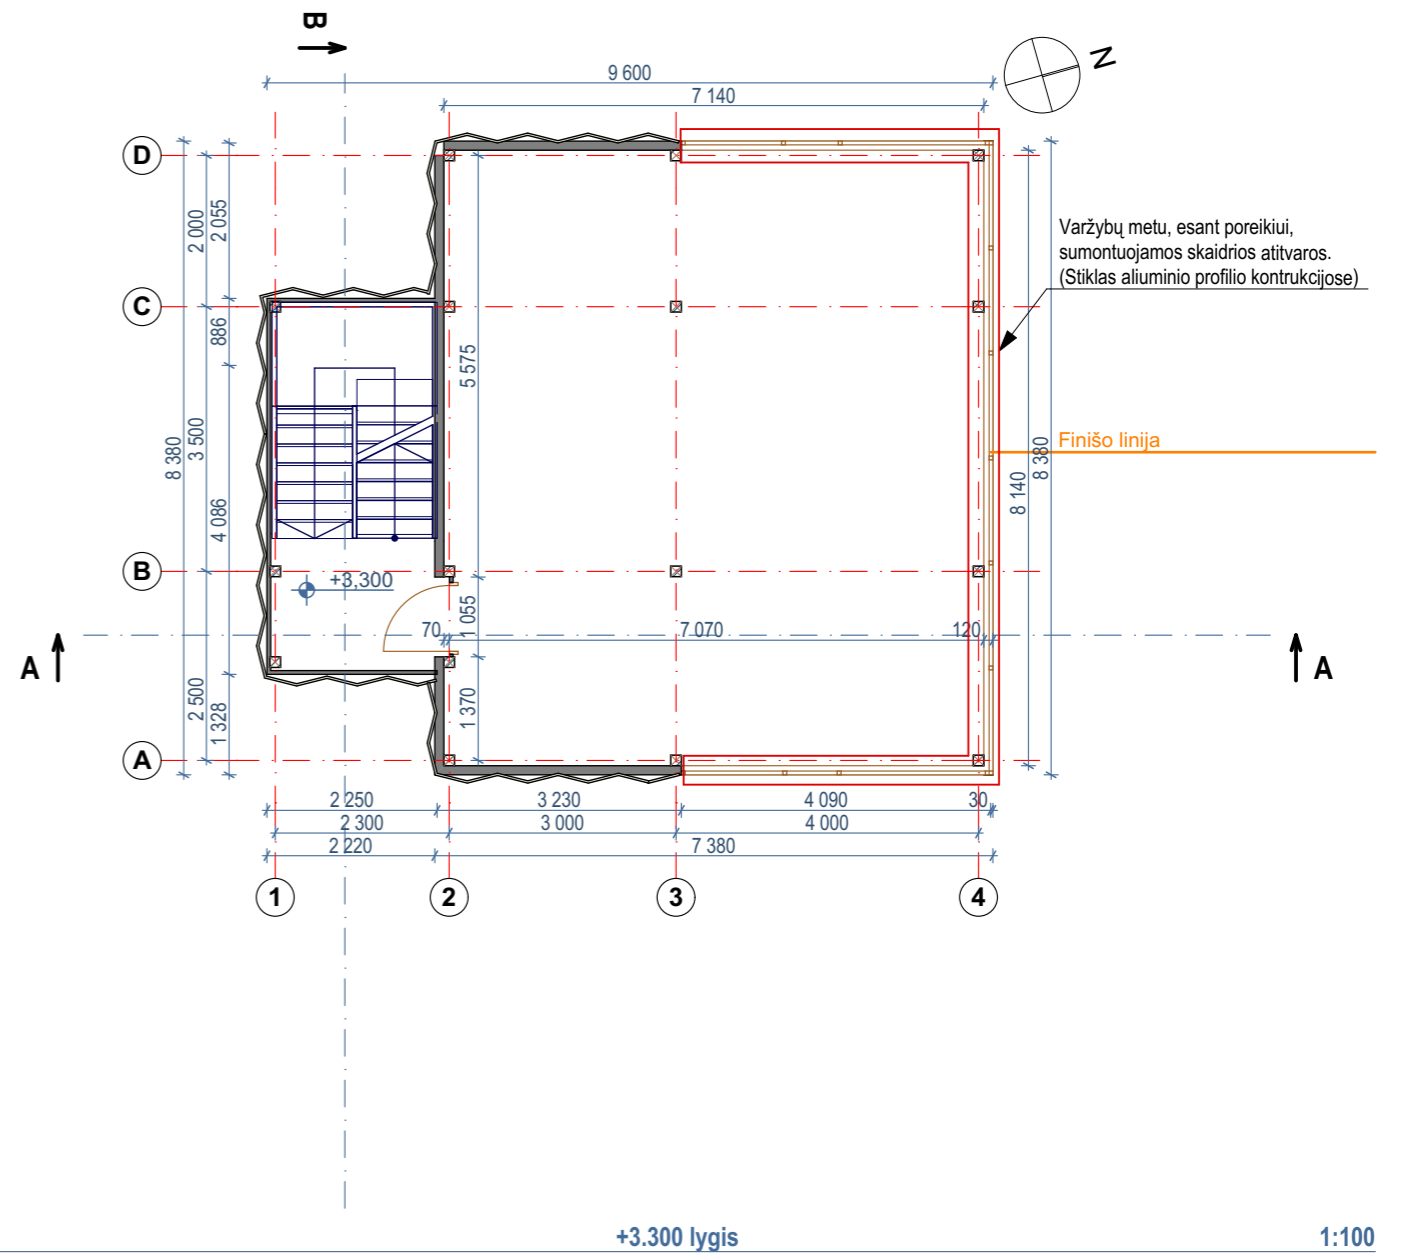 B
9 600
7 140
N
D
2 000
2 055
Varžybų metu, esant poreikiui,
sumontuojamos skaidrios atitvaros.
(Stiklas aliuminio profilio kontrukcijose)
C
886
5 575
8 380
3 500
4 086
Finišo linija
8 140
8 380
B
+3,300
1 055
70
7 070
120
A
A
2 500
1 328
1 370
A
2 250
3 230
4 090
30
2 300
3 000
4 000
2 220
7 380
1
2
3
4
+3.300 lygis
1:100